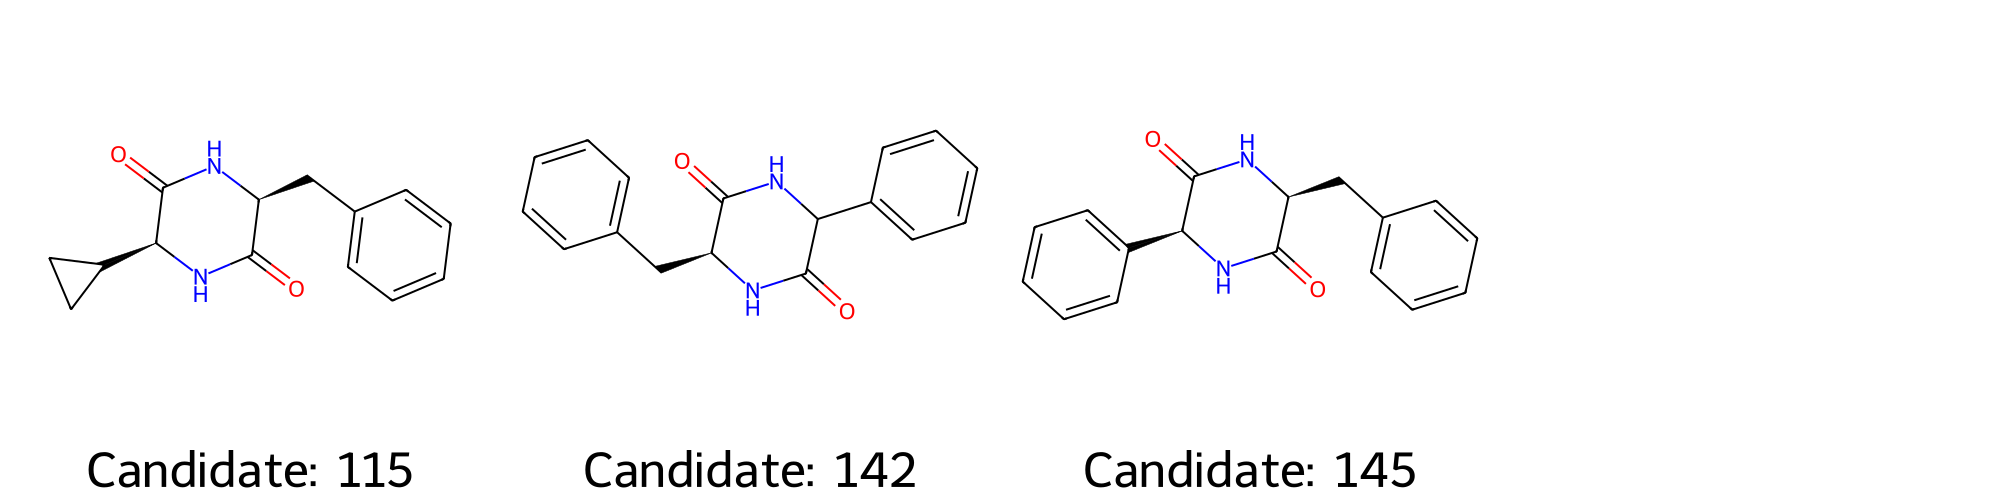 O H N N H O
O H N N H O
O H N N H O
Candidate: 115
Candidate: 142
Candidate: 145